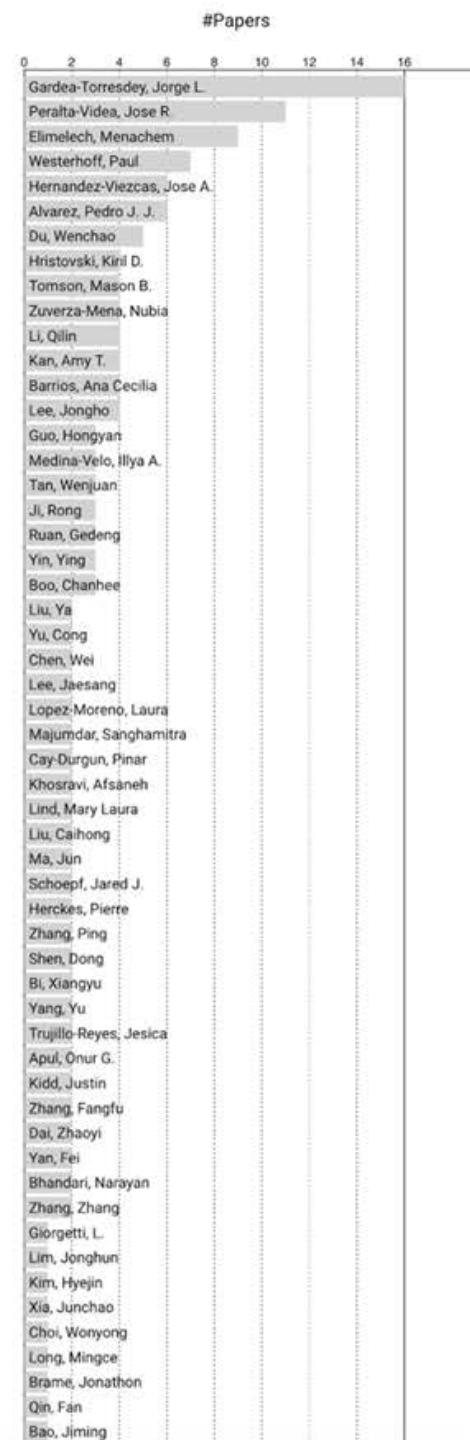 #Papers
0 2 4 6 8 10 12 14 16
Gardea-Torresdey, Jorge L.
Peralta-Videa, Jose R.
Elimelech, Menachem
Westerhoff, Paul
Hernandez-Viezcas, Jose A.
Alvarez, Pedro J. J.
Du, Wenchao
Hristovski, Kiril D.
Tomson, Mason B.
Zuverza-Mena, Nubia
Li, Qilin
Kan, Amy T.
Barrios, Ana Cecilia
Lee, Jongho
Guo, Hongyan
Medina-Velo, Illya A.
Tan, Wenjuan
Ji, Rong
Ruan, Gedeng
Yin, Ying
Boo, Chanhee
Liu, Ya
Yu, Cong
Chen, Wei
Lee, Jaesang
Lopez-Moreno, Laura
Majumdar, Sanghamitra
Cay-Durgun, Pinar
Khosravi, Afsaneh
Lind, Mary Laura
Liu, Caihong
Ma, Jun
Schoepf, Jared J.
Herckes, Pierre
Zhang, Ping
Shen, Dong
Bi, Xiangyu
Yang, Yu
Trujillo-Reyes, Jesica
Apul, Onur G.
Kidd, Justin
Zhang, Fangfu
Dai, Zhaoyi
Yan, Fei
Bhandari, Narayan
Zhang, Zhang
Giorgetti, L.
Lim, Jonghun
Kim, Hyejin
Xia, Junchao
Choi, Wonyong
Long, Mingce
Brame, Jonathon
Qin, Fan
Bao, Jiming